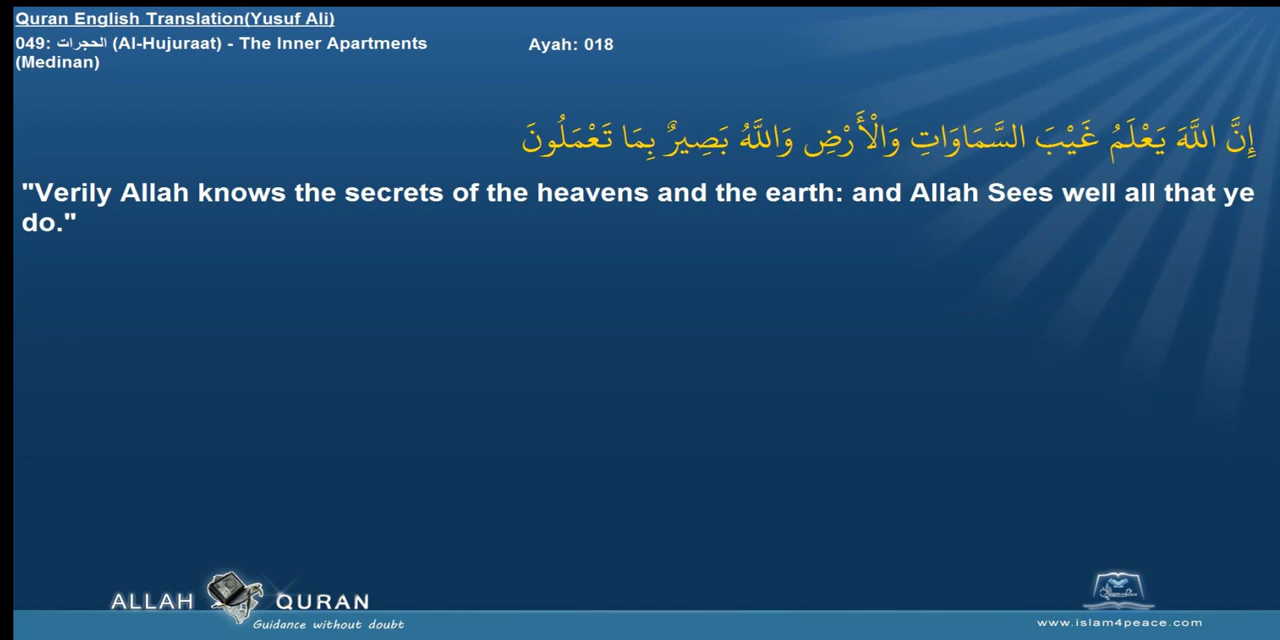 Quran English Translation(Yusuf Ali)
049: الحجرات (Al-Hujuraat) - The Inner Apartments
(Medinan)
Ayah: 018
إِنَّ اللَّهَ يَعْلَمُ غَيْبَ السَّمَاوَاتِ وَالْأَرْضِ وَاللَّهُ بَصِيرٌ بِمَا تَعْمَلُونَ
"Verily Allah knows the secrets of the heavens and the earth: and Allah Sees well all that ye
do."
ALLAH QURAN
Guidance without doubt
www.islam4peace.com